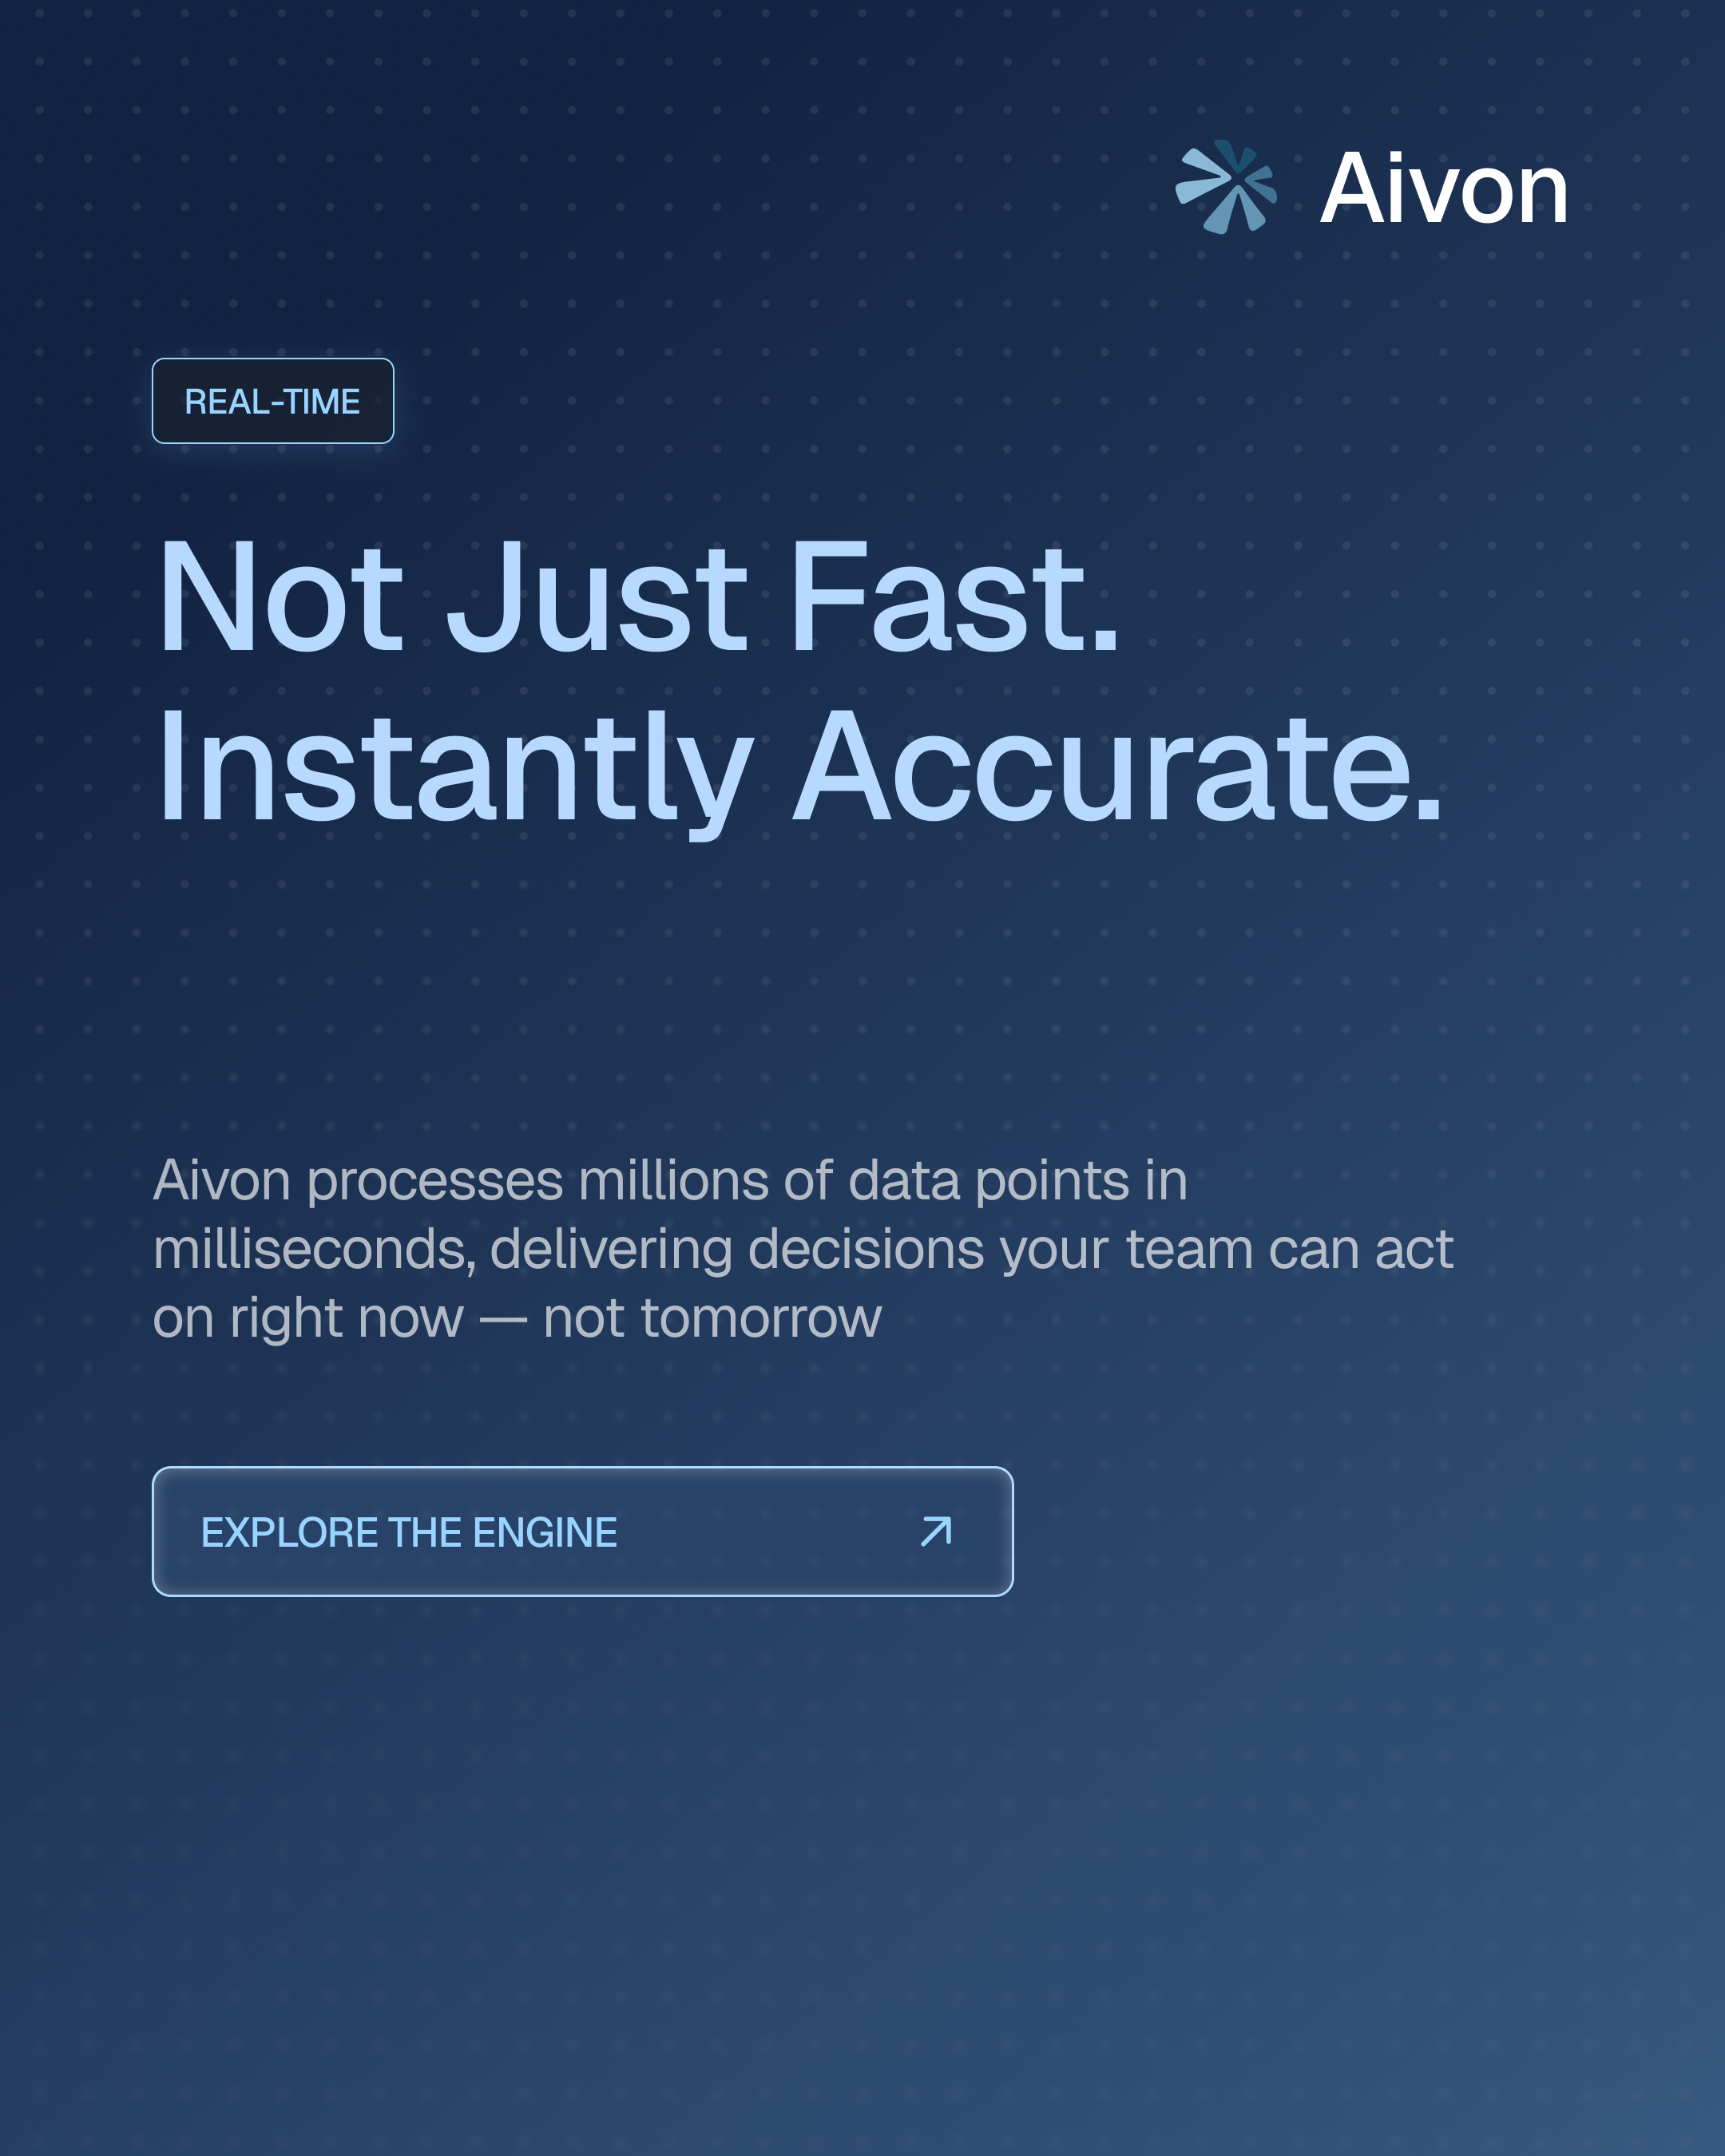 Aivon
REAL-TIME
Not Just Fast.
Instantly Accurate.
Aivon processes millions of data points in
milliseconds, delivering decisions your team can act
on right now — not tomorrow
EXPLORE THE ENGINE